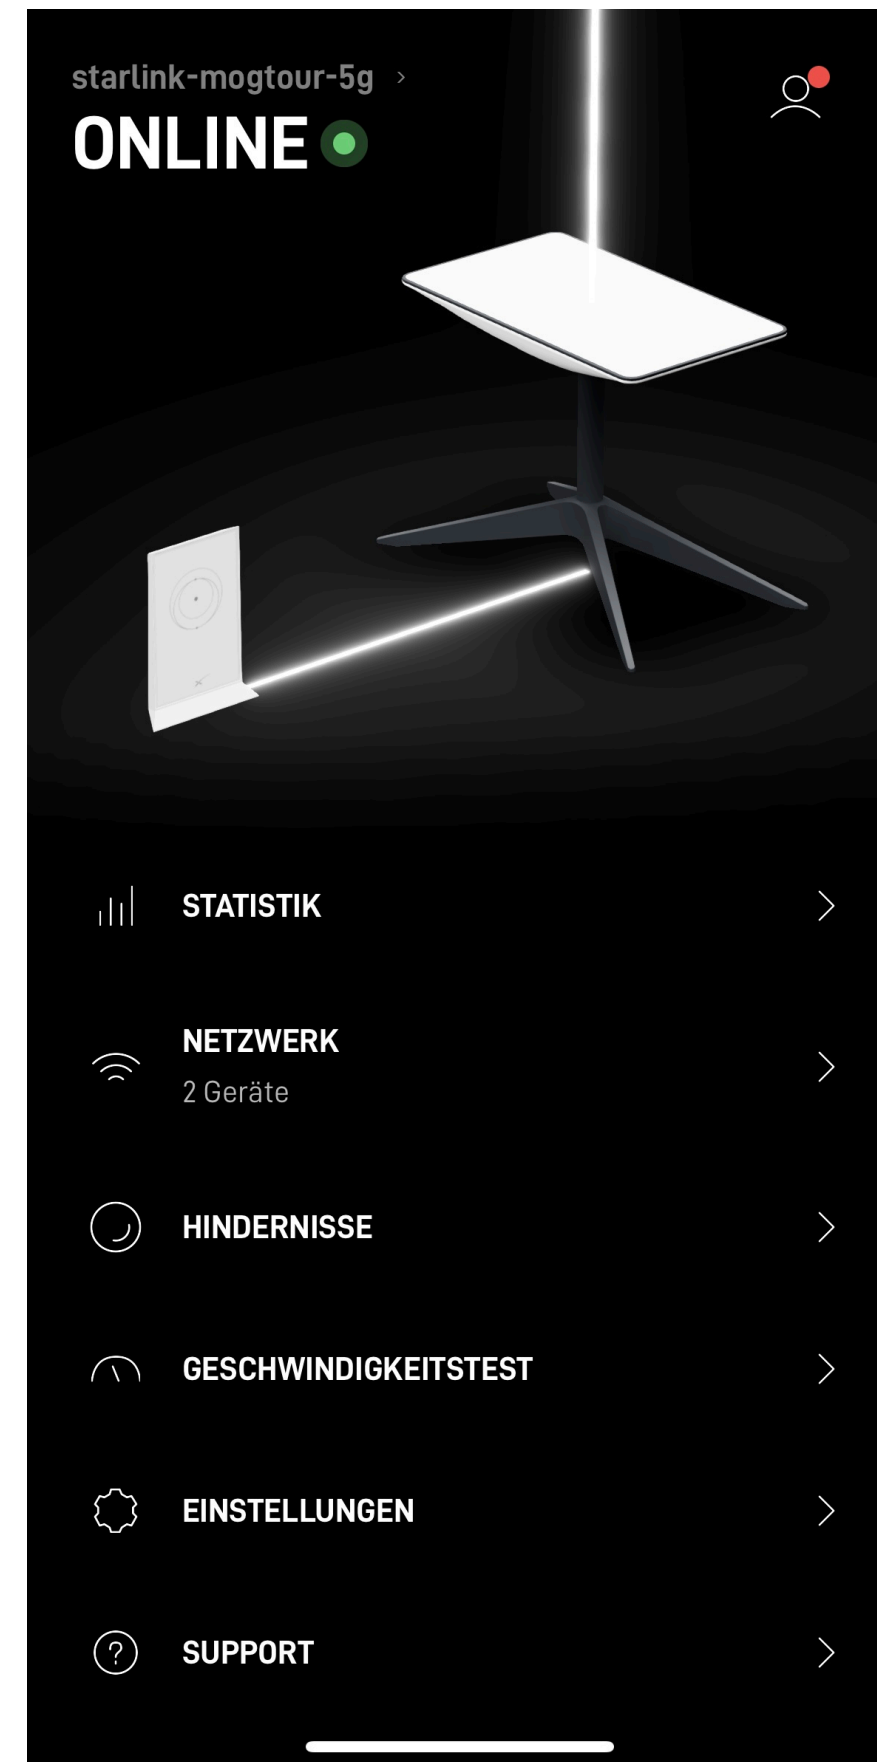 starlink-mogtour-5g
ONLINE
STATISTIK
NETZWERK
2 Geräte
HINDERNISSE
GESCHWINDIGKEITSTEST
EINSTELLUNGEN
SUPPORT